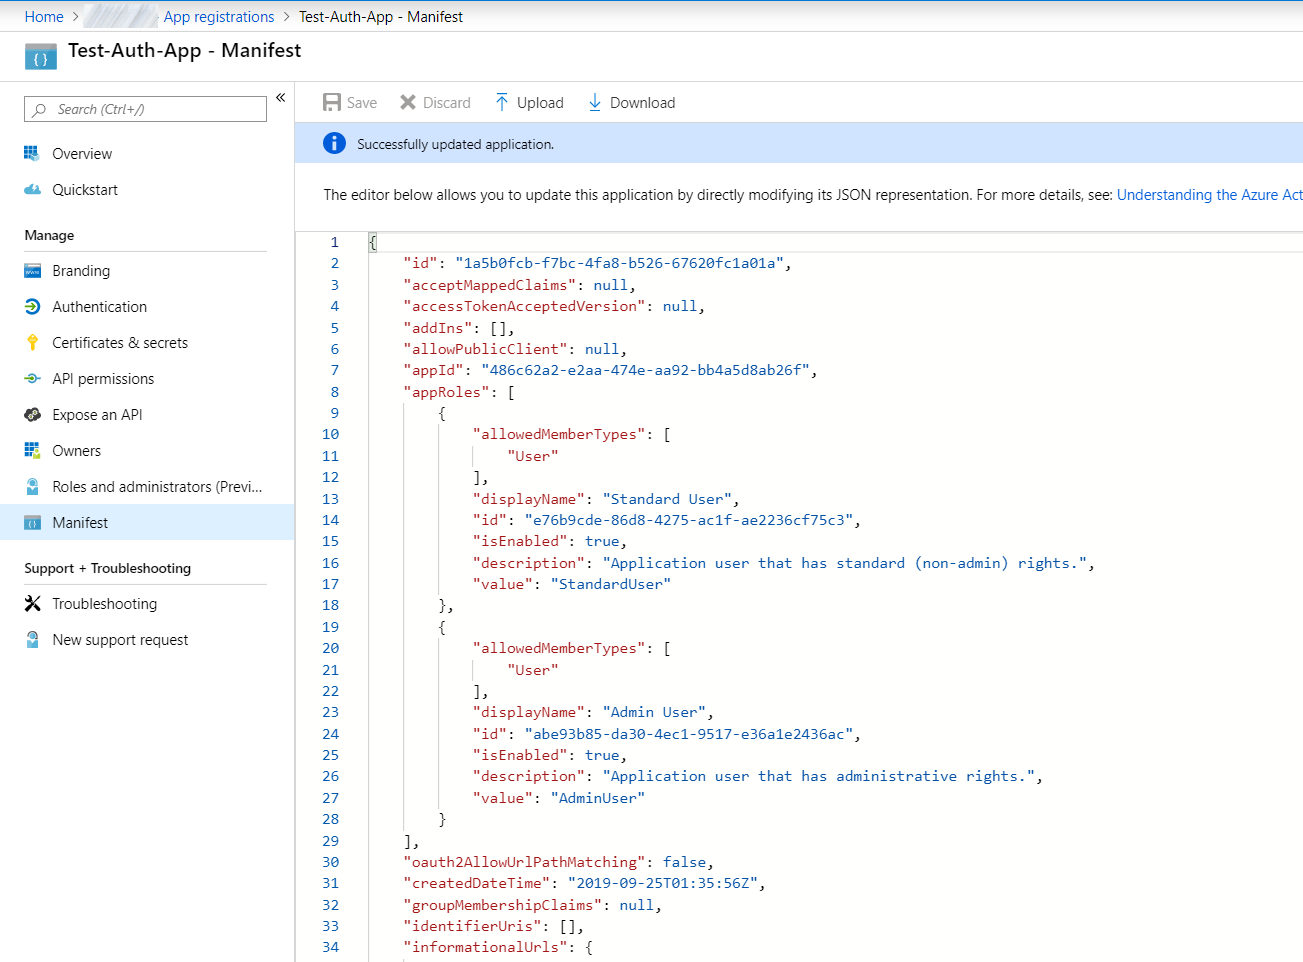 Home > App registrations > Test-Auth-App - Manifest
Test-Auth-App - Manifest
Search (Ctrl+/)
«
Overview
Quickstart
Manage
Branding
Authentication
Certificates & secrets
API permissions
Expose an API
Owners
Roles and administrators (Previ...
Manifest
Support + Troubleshooting
Troubleshooting
New support request
Save Discard Upload Download
Successfully updated application.
The editor below allows you to update this application by directly modifying its JSON representation. For more details, see: Understanding the Azure Act
1 {
2 "id": "1a5b0fcb-f7bc-4fa8-b526-67620fc1a01a",
3 "acceptMappedClaims": null,
4 "accessTokenAcceptedVersion": null,
5 "addIns": [],
6 "allowPublicClient": null,
7 "appId": "486c62a2-e2aa-474e-aa92-bb4a5d8ab26f",
8 "appRoles": [
9 {
10 "allowedMemberTypes": [
11 "User"
12 ],
13 "displayName": "Standard User",
14 "id": "e76b9cde-86d8-4275-ac1f-ae2236cf75c3",
15 "isEnabled": true,
16 "description": "Application user that has standard (non-admin) rights.",
17 "value": "StandardUser"
18 },
19 {
20 "allowedMemberTypes": [
21 "User"
22 ],
23 "displayName": "Admin User",
24 "id": "abe93b85-da30-4ec1-9517-e36a1e2436ac",
25 "isEnabled": true,
26 "description": "Application user that has administrative rights.",
27 "value": "AdminUser"
28 }
29 ],
30 "oauth2AllowUrlPathMatching": false,
31 "createdDateTime": "2019-09-25T01:35:56Z",
32 "groupMembershipClaims": null,
33 "identifierUris": [],
34 "informationalUrls": {